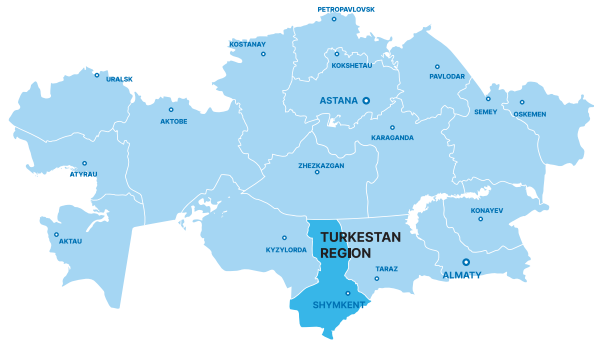 PETROPAVLOVSK
KOSTANAY
KOKSHETAU
PAVLODAR
URALSK
ASTANA
SEMEY
OSKEMEN
AKTOBE
KARAGANDA
ATYRAU
ZHEZKAZGAN
KONAYEV
AKTAU
KYZYLORDA
TURKESTAN
REGION
TARAZ
ALMATY
SHYMKENT